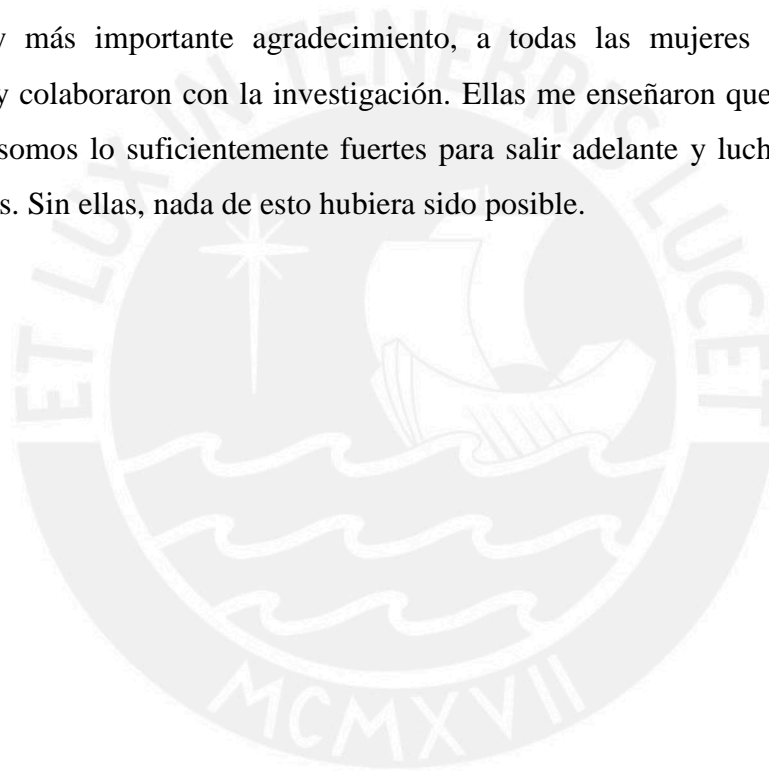 y más importante agradecimiento, a todas las mujeres
y colaboraron con la investigación. Ellas me enseñaron que
somos lo suficientemente fuertes para salir adelante y luch
s. Sin ellas, nada de esto hubiera sido posible.
ET LUX IN TENEBRIS LUCET
MCMXVII